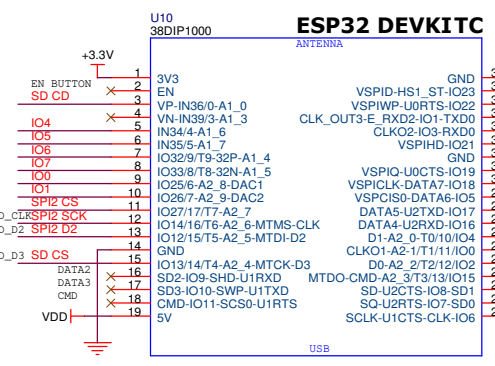 U10
38DIP1000
ESP32 DEVKITC
ANTENNA
+3.3V
EN BUTTON
SD CD
IO4
IO5
IO6
IO7
IO0
IO1
SPI2 CS
D_CLK SPI2 SCK
D_D2 SPI2 D2
D_D3 SD CS
DATA2
DATA3
CMD
VDD
1 3V3
2 EN
3 VP-IN36/0-A1_0
4 VN-IN39/3-A1_3
5 IN34/4-A1_6
6 IN35/5-A1_7
7 IO32/9/T9-32P-A1_4
8 IO33/8/T8-32N-A1_5
9 IO25/6-A2_8-DAC1
10 IO26/7-A2_9-DAC2
11 IO27/17/T7-A2_7
12 IO14/16/T6-A2_6-MTMS-CLK
13 IO12/15/T5-A2_5-MTDI-D2
14 GND
15 IO13/14/T4-A2_4-MTCK-D3
16 SD2-IO9-SHD-U1RXD
17 SD3-IO10-SWP-U1TXD
18 CMD-IO11-SCS0-U1RTS
19 5V
GND
VSPID-HS1_ST-IO23
VSPIWP-U0RTS-IO22
CLK_OUT3-E_RXD2-IO1-TXD0
CLKO2-IO3-RXD0
VSPIHD-IO21
GND
VSPIQ-U0CTS-IO19
VSPICLK-DATA7-IO18
VSPICS0-DATA6-IO5
DATA5-U2TXD-IO17
DATA4-U2RXD-IO16
D1-A2_0-T0/10/IO4
CLKO1-A2-1/T1/11/IO0
D0-A2_2/T2/12/IO2
MTDO-CMD-A2_3/T3/13/IO15
SD-U2CTS-IO8-SD1
SQ-U2RTS-IO7-SD0
SCLK-U1CTS-CLK-IO6
USB